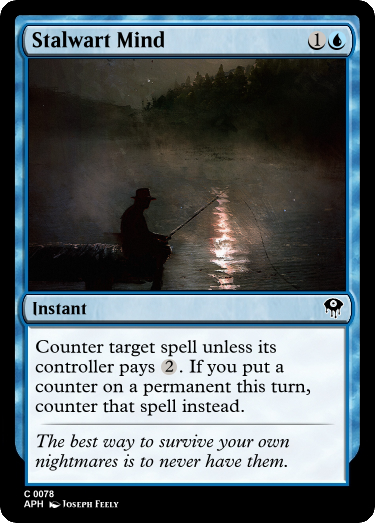 Stalwart Mind 1
Instant
Counter target spell unless its
controller pays 2. If you put a
counter on a permanent this turn,
counter that spell instead.
The best way to survive your own
nightmares is to never have them.
C 0078
APH Joseph Feely